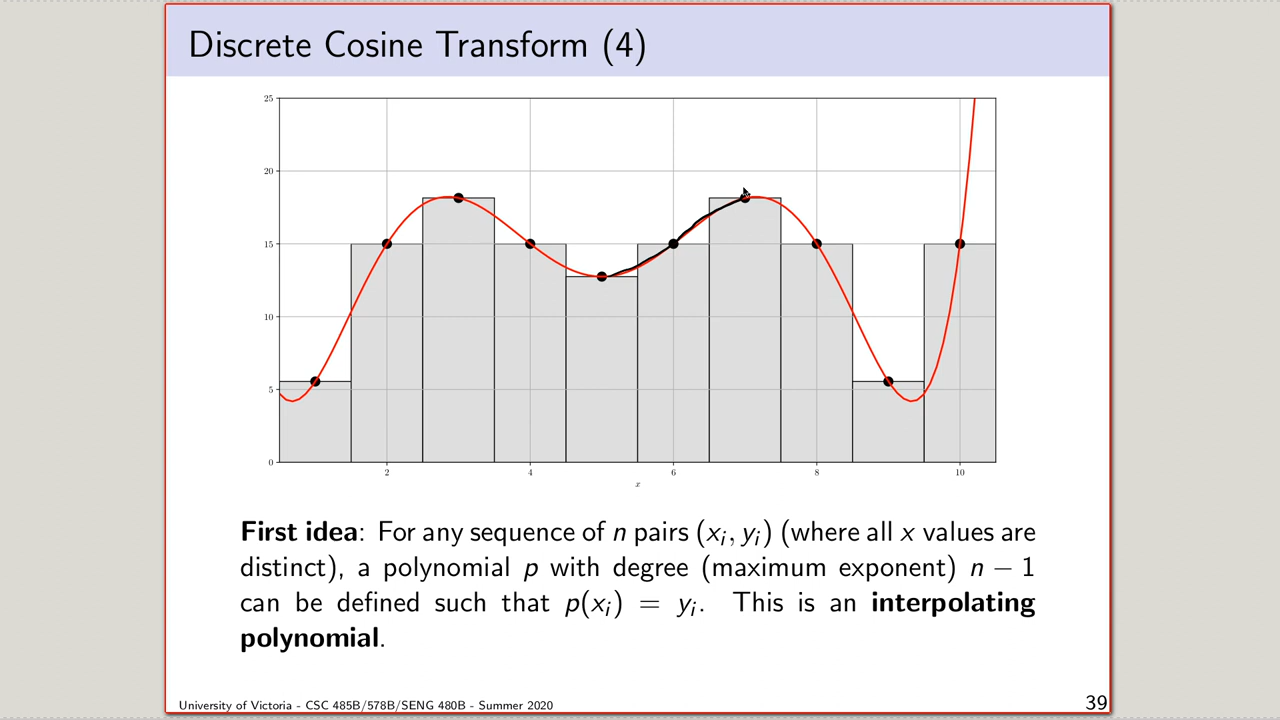 Discrete Cosine Transform (4)
25
20
15
10
5
0
2 4 6 8 10
x
First idea: For any sequence of n pairs (xᵢ, yᵢ) (where all x values are
distinct), a polynomial p with degree (maximum exponent) n − 1
can be defined such that p(xᵢ) = yᵢ. This is an interpolating
polynomial.
University of Victoria - CSC 485B/578B/SENG 480B - Summer 2020
39